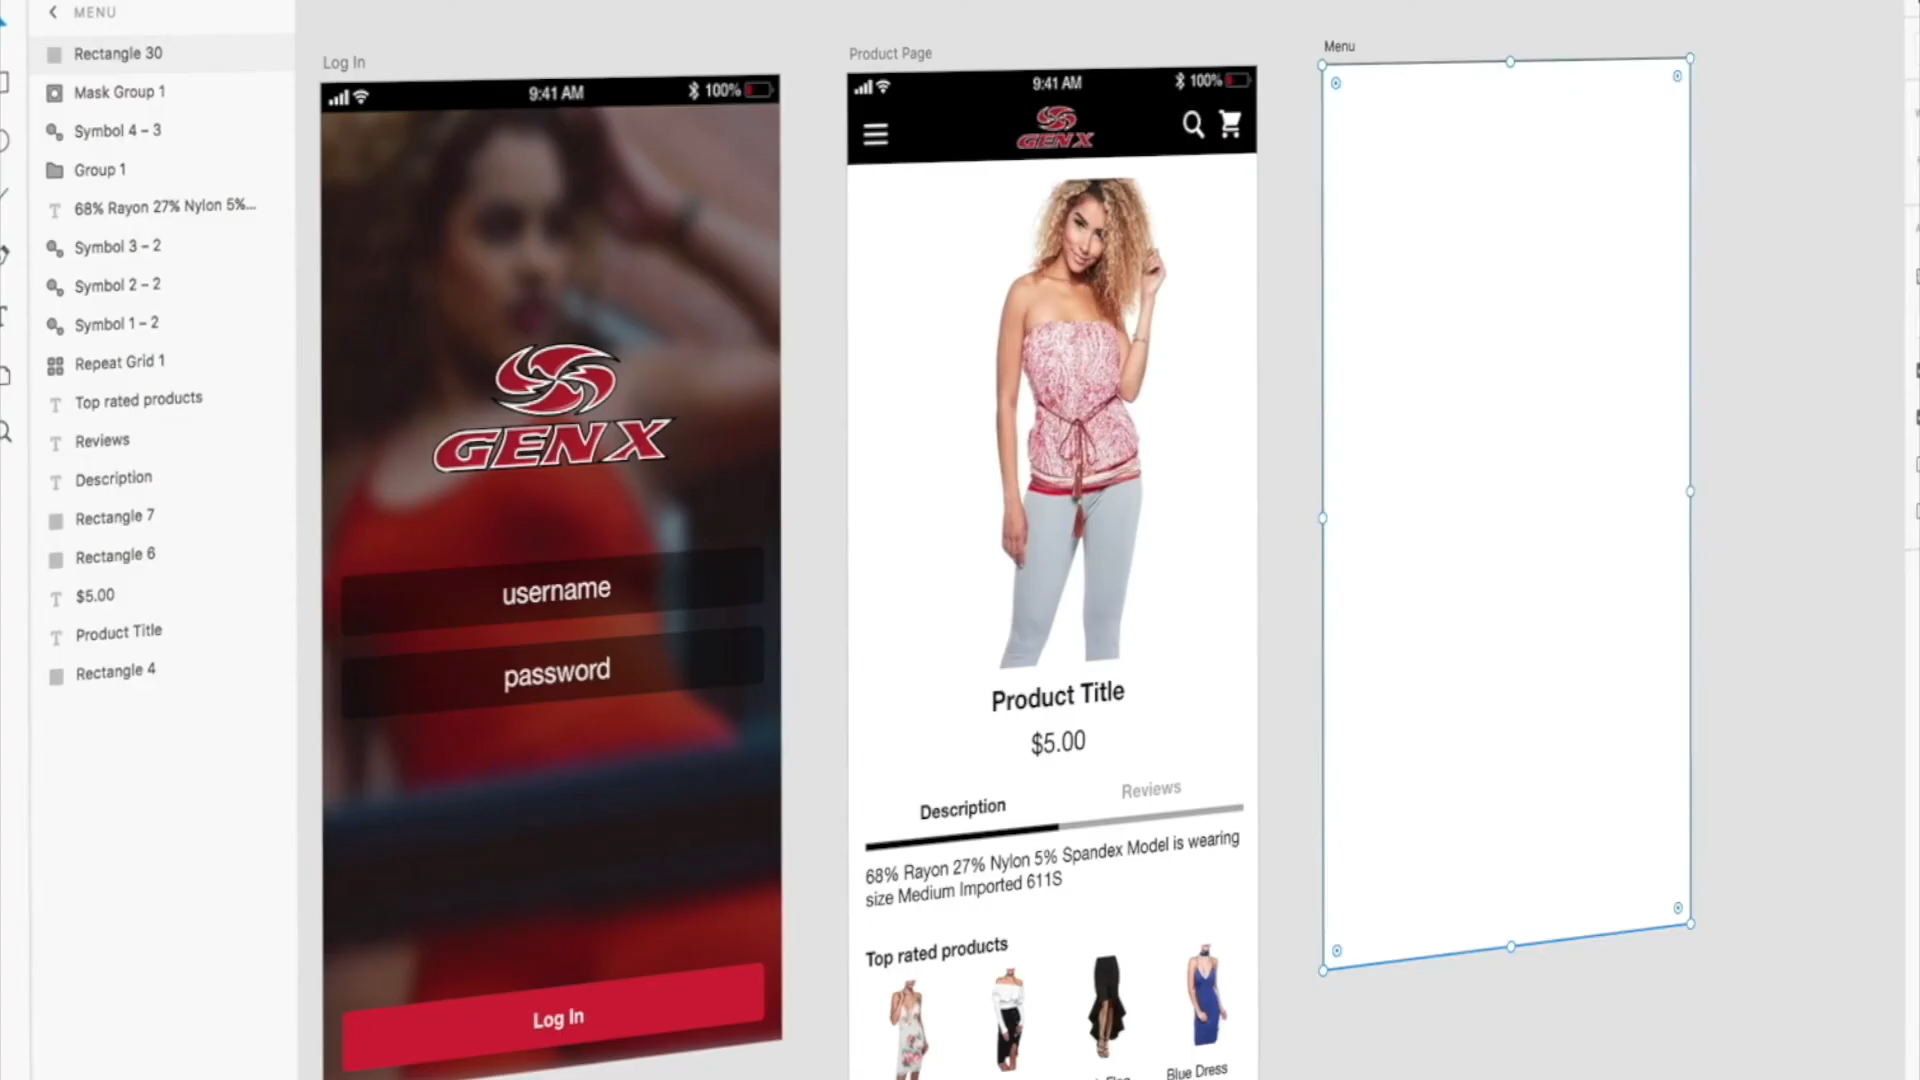 MENU
Rectangle 30
Mask Group 1
Symbol 4 – 3
Group 1
68% Rayon 27% Nylon 5%...
Symbol 3 – 2
Symbol 2 – 2
Symbol 1 – 2
Repeat Grid 1
Top rated products
Reviews
Description
Rectangle 7
Rectangle 6
$5.00
Product Title
Rectangle 4
Log In
9:41 AM
100%
GEN X
username
password
Log In
Product Page
9:41 AM
100%
GEN X
Product Title
$5.00
Description
Reviews
68% Rayon 27% Nylon 5% Spandex Model is wearing
size Medium Imported 611S
Top rated products
Blue Dress
Menu